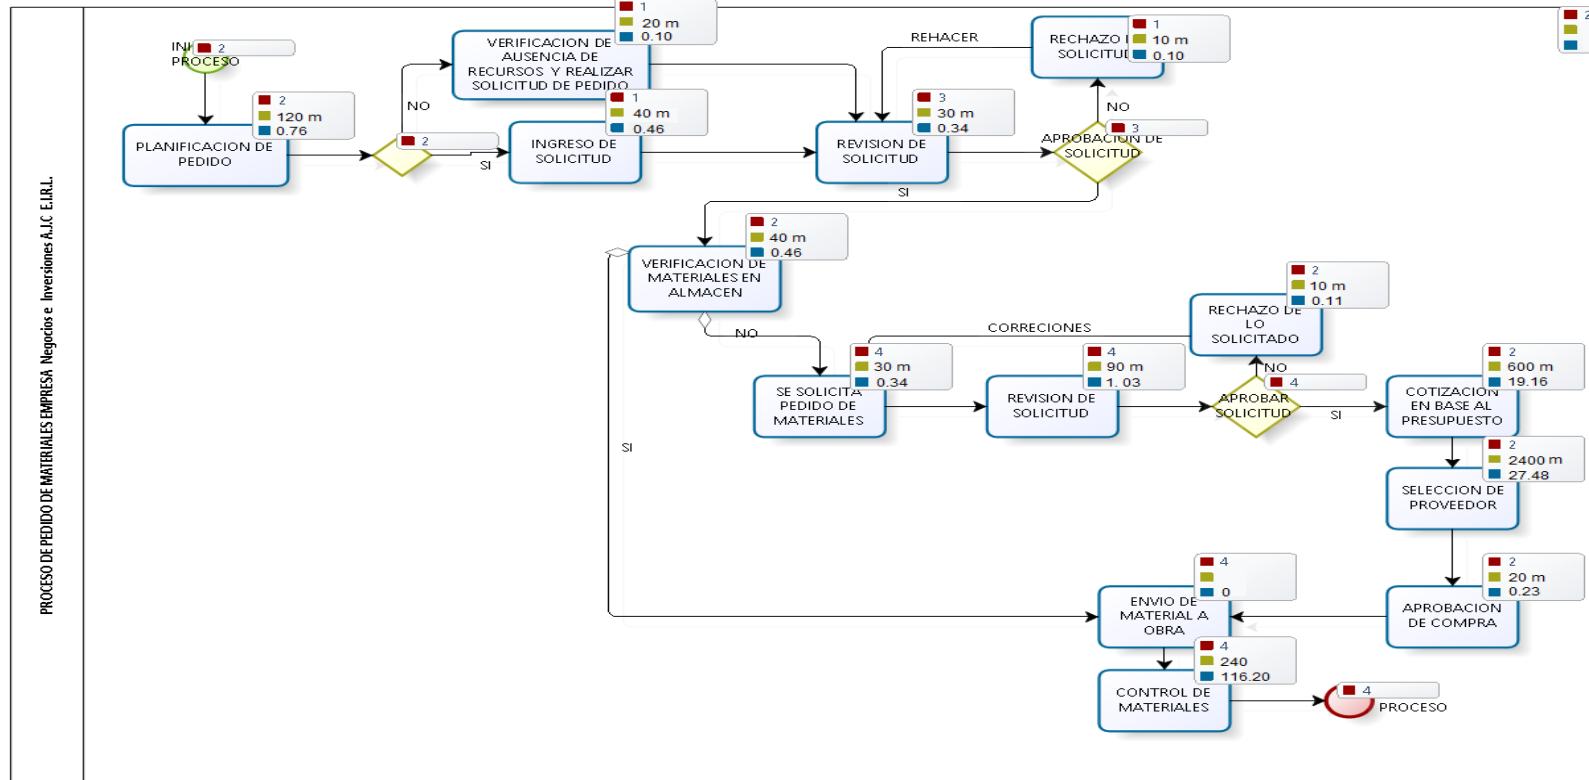 PROCESO DE PEDIDO DE MATERIALES EMPRESA Negocios e Inversiones A.J.C E.I.R.L.
2
PROCESO
2
120 m
0.76
PLANIFICACION DE
PEDIDO
NO
2
SI
1
20 m
0.10
VERIFICACION DE
AUSENCIA DE
RECURSOS Y REALIZAR
SOLICITUD DE PEDIDO
1
40 m
0.46
INGRESO DE
SOLICITUD
3
30 m
0.34
REVISION DE
SOLICITUD
REHACER
1
10 m
0.10
RECHAZO
SOLICITUD
NO
3
APROBACION DE
SOLICITUD
SI
2
40 m
0.46
VERIFICACION DE
MATERIALES EN
ALMACEN
NO
SI
4
30 m
0.34
SE SOLICITA
PEDIDO DE
MATERIALES
CORRECIONES
4
90 m
1. 03
REVISION DE
SOLICITUD
2
10 m
0.11
RECHAZO DE
LO
SOLICITADO
NO
4
APROBAR
SOLICITUD
SI
2
600 m
19.16
COTIZACION
EN BASE AL
PRESUPUESTO
2
2400 m
27.48
SELECCION DE
PROVEEDOR
2
20 m
0.23
APROBACION
DE COMPRA
4
0
ENVIO DE
MATERIAL A
OBRA
4
240
116.20
CONTROL DE
MATERIALES
4
PROCESO